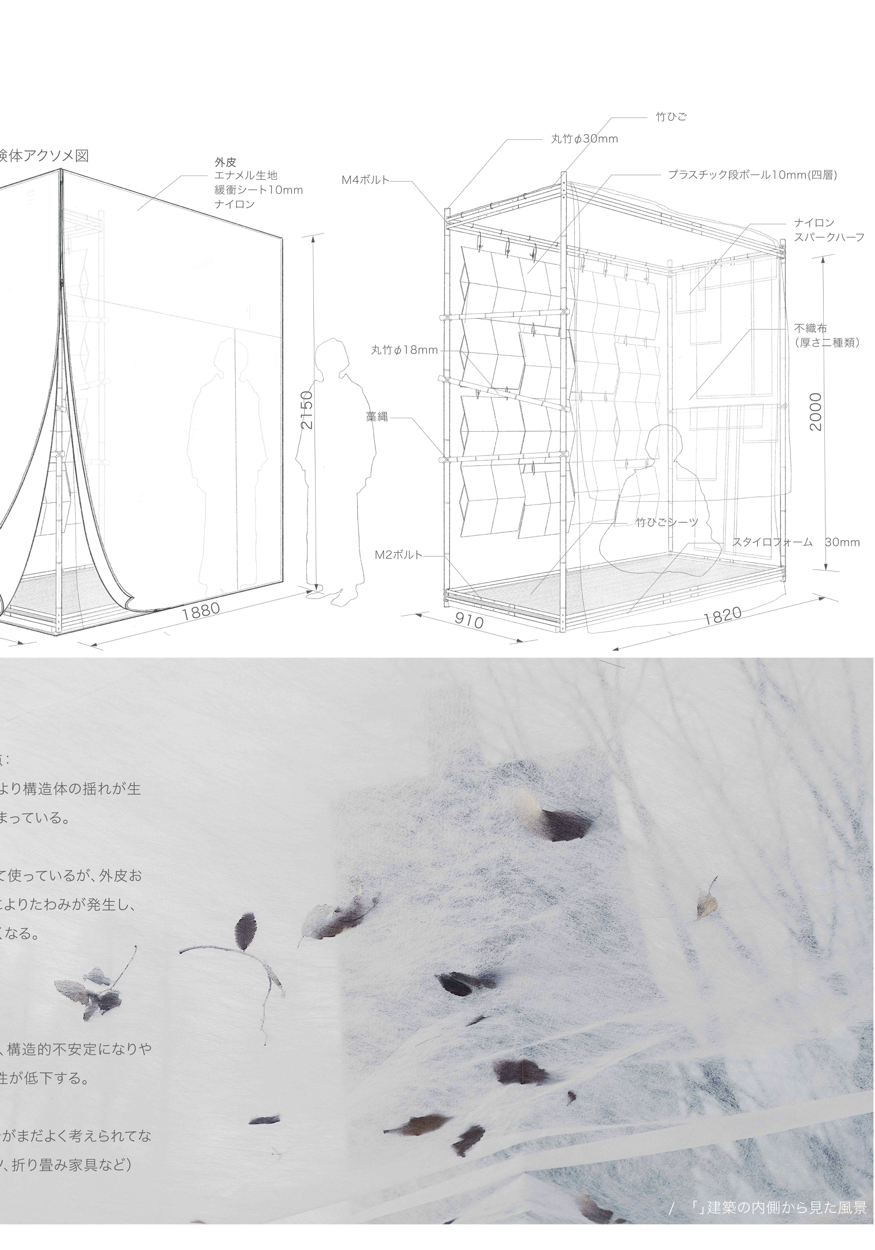 験体アクソメ図
外皮
エナメル生地
緩衝シート10mm
ナイロン
2150
1880
竹ひご
丸竹φ30mm
M4ボルト
プラスチック段ボール10mm(四層)
ナイロン
スパークハーフ
丸竹φ18mm
不織布
(厚さ二種類)
藁縄
2000
竹ひごシーツ
スタイロフォーム 30mm
M2ボルト
910
1820
点:
より構造体の揺れが生
まっている。
て使っているが、外皮お
によりたわみが発生し、
くなる。
、構造的不安定になりや
性が低下する。
がまだよく考えられてな
、折り畳み家具など)
/ 「」建築の内側から見た風景